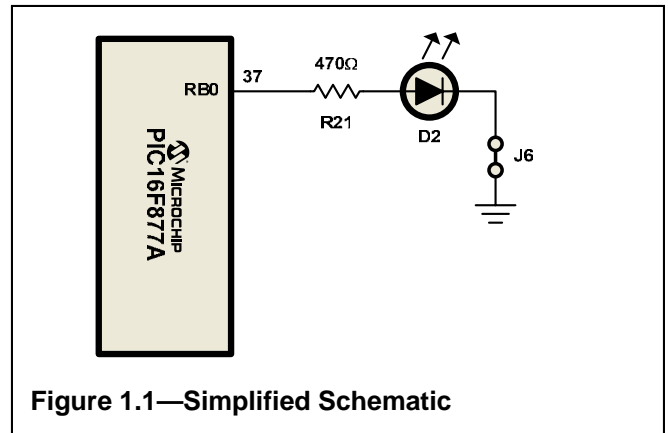 RB0
37
470Ω
R21
D2
J6
MICROCHIP
PIC16F877A
Figure 1.1—Simplified Schematic